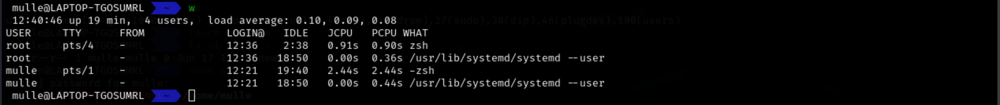 mulle@LAPTOP-TGOSUMRL ~ w
12:40:46 up 19 min, 4 users, load average: 0.10, 0.09, 0.08
USER TTY FROM LOGIN@ IDLE JCPU PCPU WHAT
root pts/4 - 12:36 2:38 0.91s 0.90s zsh
root - 12:36 18:50 0.00s 0.36s /usr/lib/systemd/systemd --user
mulle pts/1 - 12:21 19:40 2.44s 2.44s -zsh
mulle - 12:21 18:50 0.00s 0.44s /usr/lib/systemd/systemd --user
mulle@LAPTOP-TGOSUMRL ~